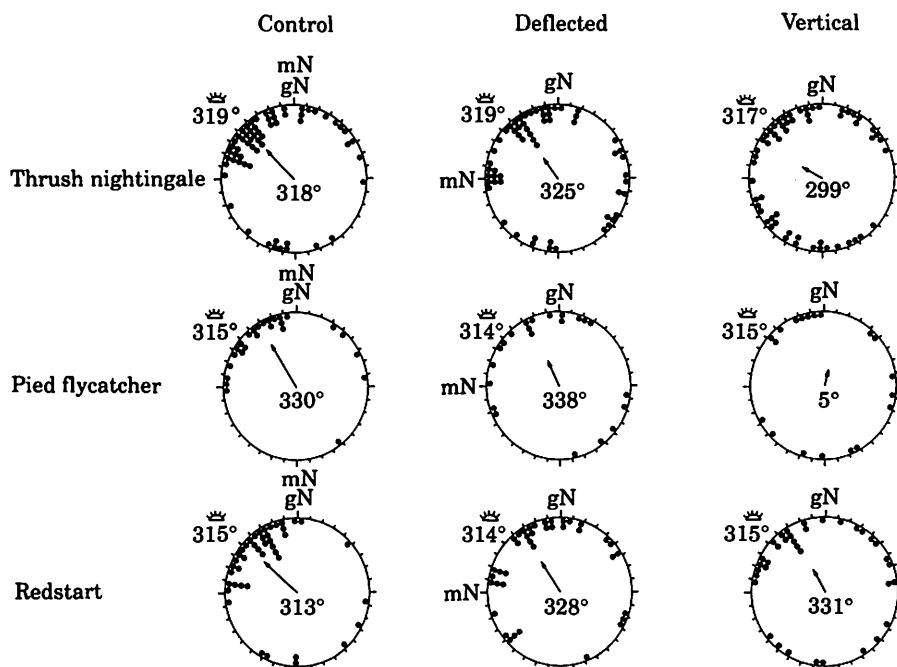 Control Deflected Vertical
mN
gN gN gN
319° 319° 317°
Thrush nightingale mN
318° 325° 299°
mN
gN gN gN
315° 314° 315°
Pied flycatcher mN
330° 338° 5°
mN
gN gN gN
315° 314° 315°
Redstart mN
313° 328° 331°